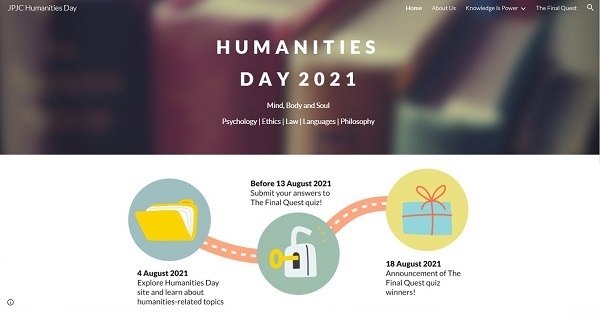 JPJC Humanities Day
Home About Us Knowledge Is Power The Final Quest
HUMANITIES
DAY 2021
Mind, Body and Soul
Psychology | Ethics | Law | Languages | Philosophy
4 August 2021
Explore Humanities Day
site and learn about
humanities-related topics
Before 13 August 2021
Submit your answers to
The Final Quest quiz!
18 August 2021
Announcement of The
Final Quest quiz
winners!